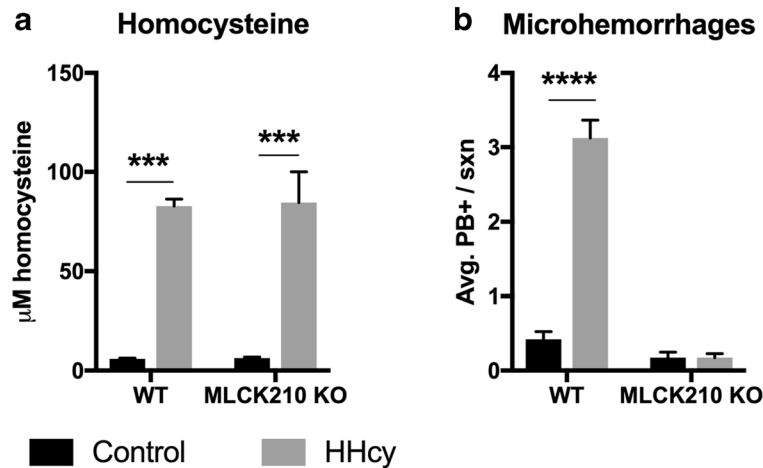 a Homocysteine
μM homocysteine
150
100
50
0
***
***
WT MLCK210 KO
b Microhemorrhages
Avg. PB+ / sxn
4
3
2
1
0
****
WT MLCK210 KO
Control HHcy